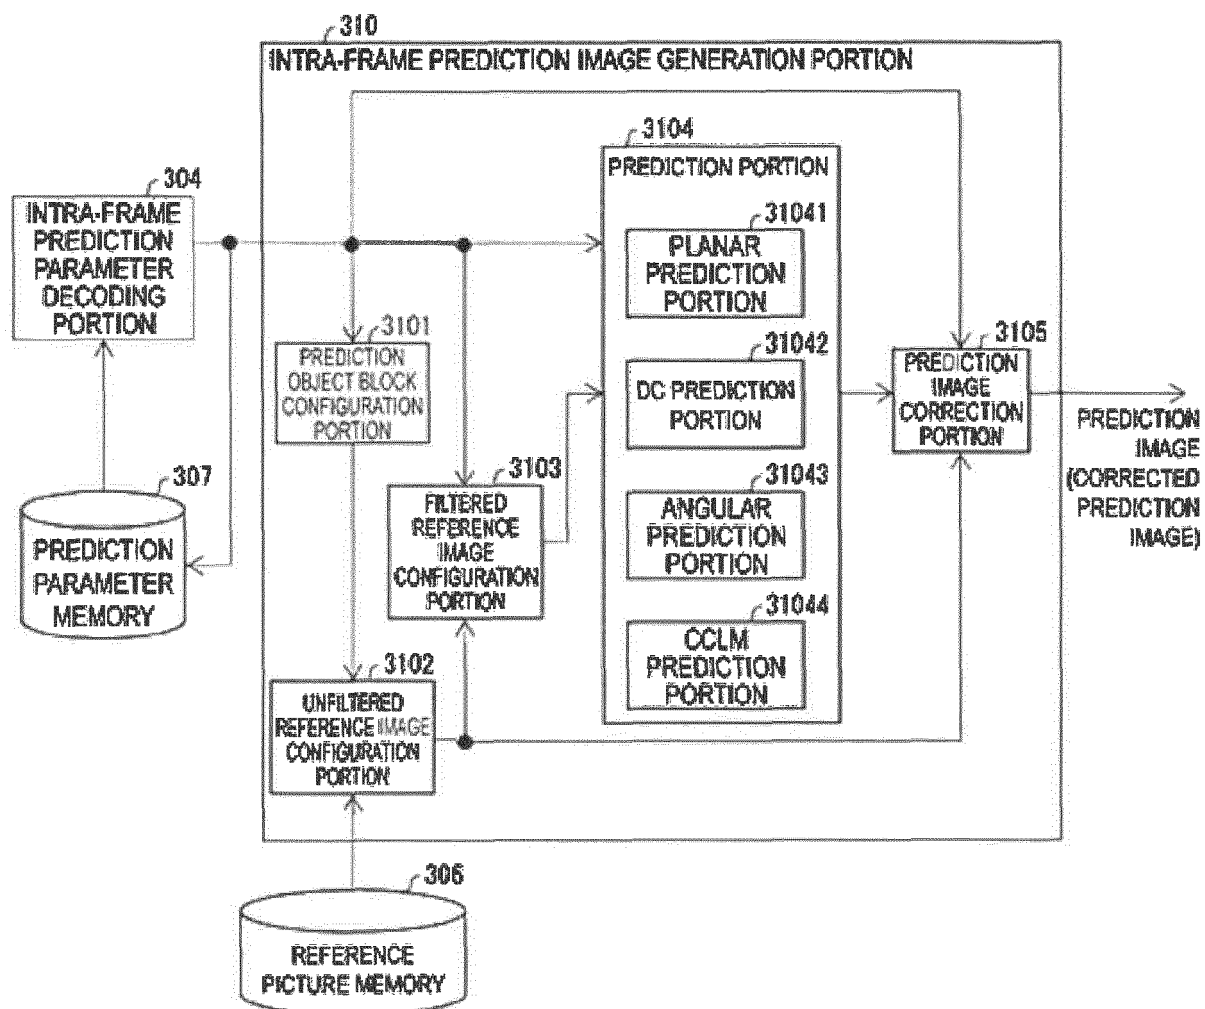 310
INTRA-FRAME PREDICTION IMAGE GENERATION PORTION
3104
PREDICTION PORTION
304
INTRA-FRAME
PREDICTION
PARAMETER
DECODING
PORTION
31041
PLANAR
PREDICTION
PORTION
3101
PREDICTION
OBJECT BLOCK
CONFIGURATION
PORTION
31042
DC PREDICTION
PORTION
3105
PREDICTION
IMAGE
CORRECTION
PORTION
PREDICTION
IMAGE
(CORRECTED
PREDICTION
IMAGE)
307
PREDICTION
PARAMETER
MEMORY
3103
FILTERED
REFERENCE
IMAGE
CONFIGURATION
PORTION
31043
ANGULAR
PREDICTION
PORTION
31044
CCLM
PREDICTION
PORTION
3102
UNFILTERED
REFERENCE IMAGE
CONFIGURATION
PORTION
306
REFERENCE
PICTURE MEMORY